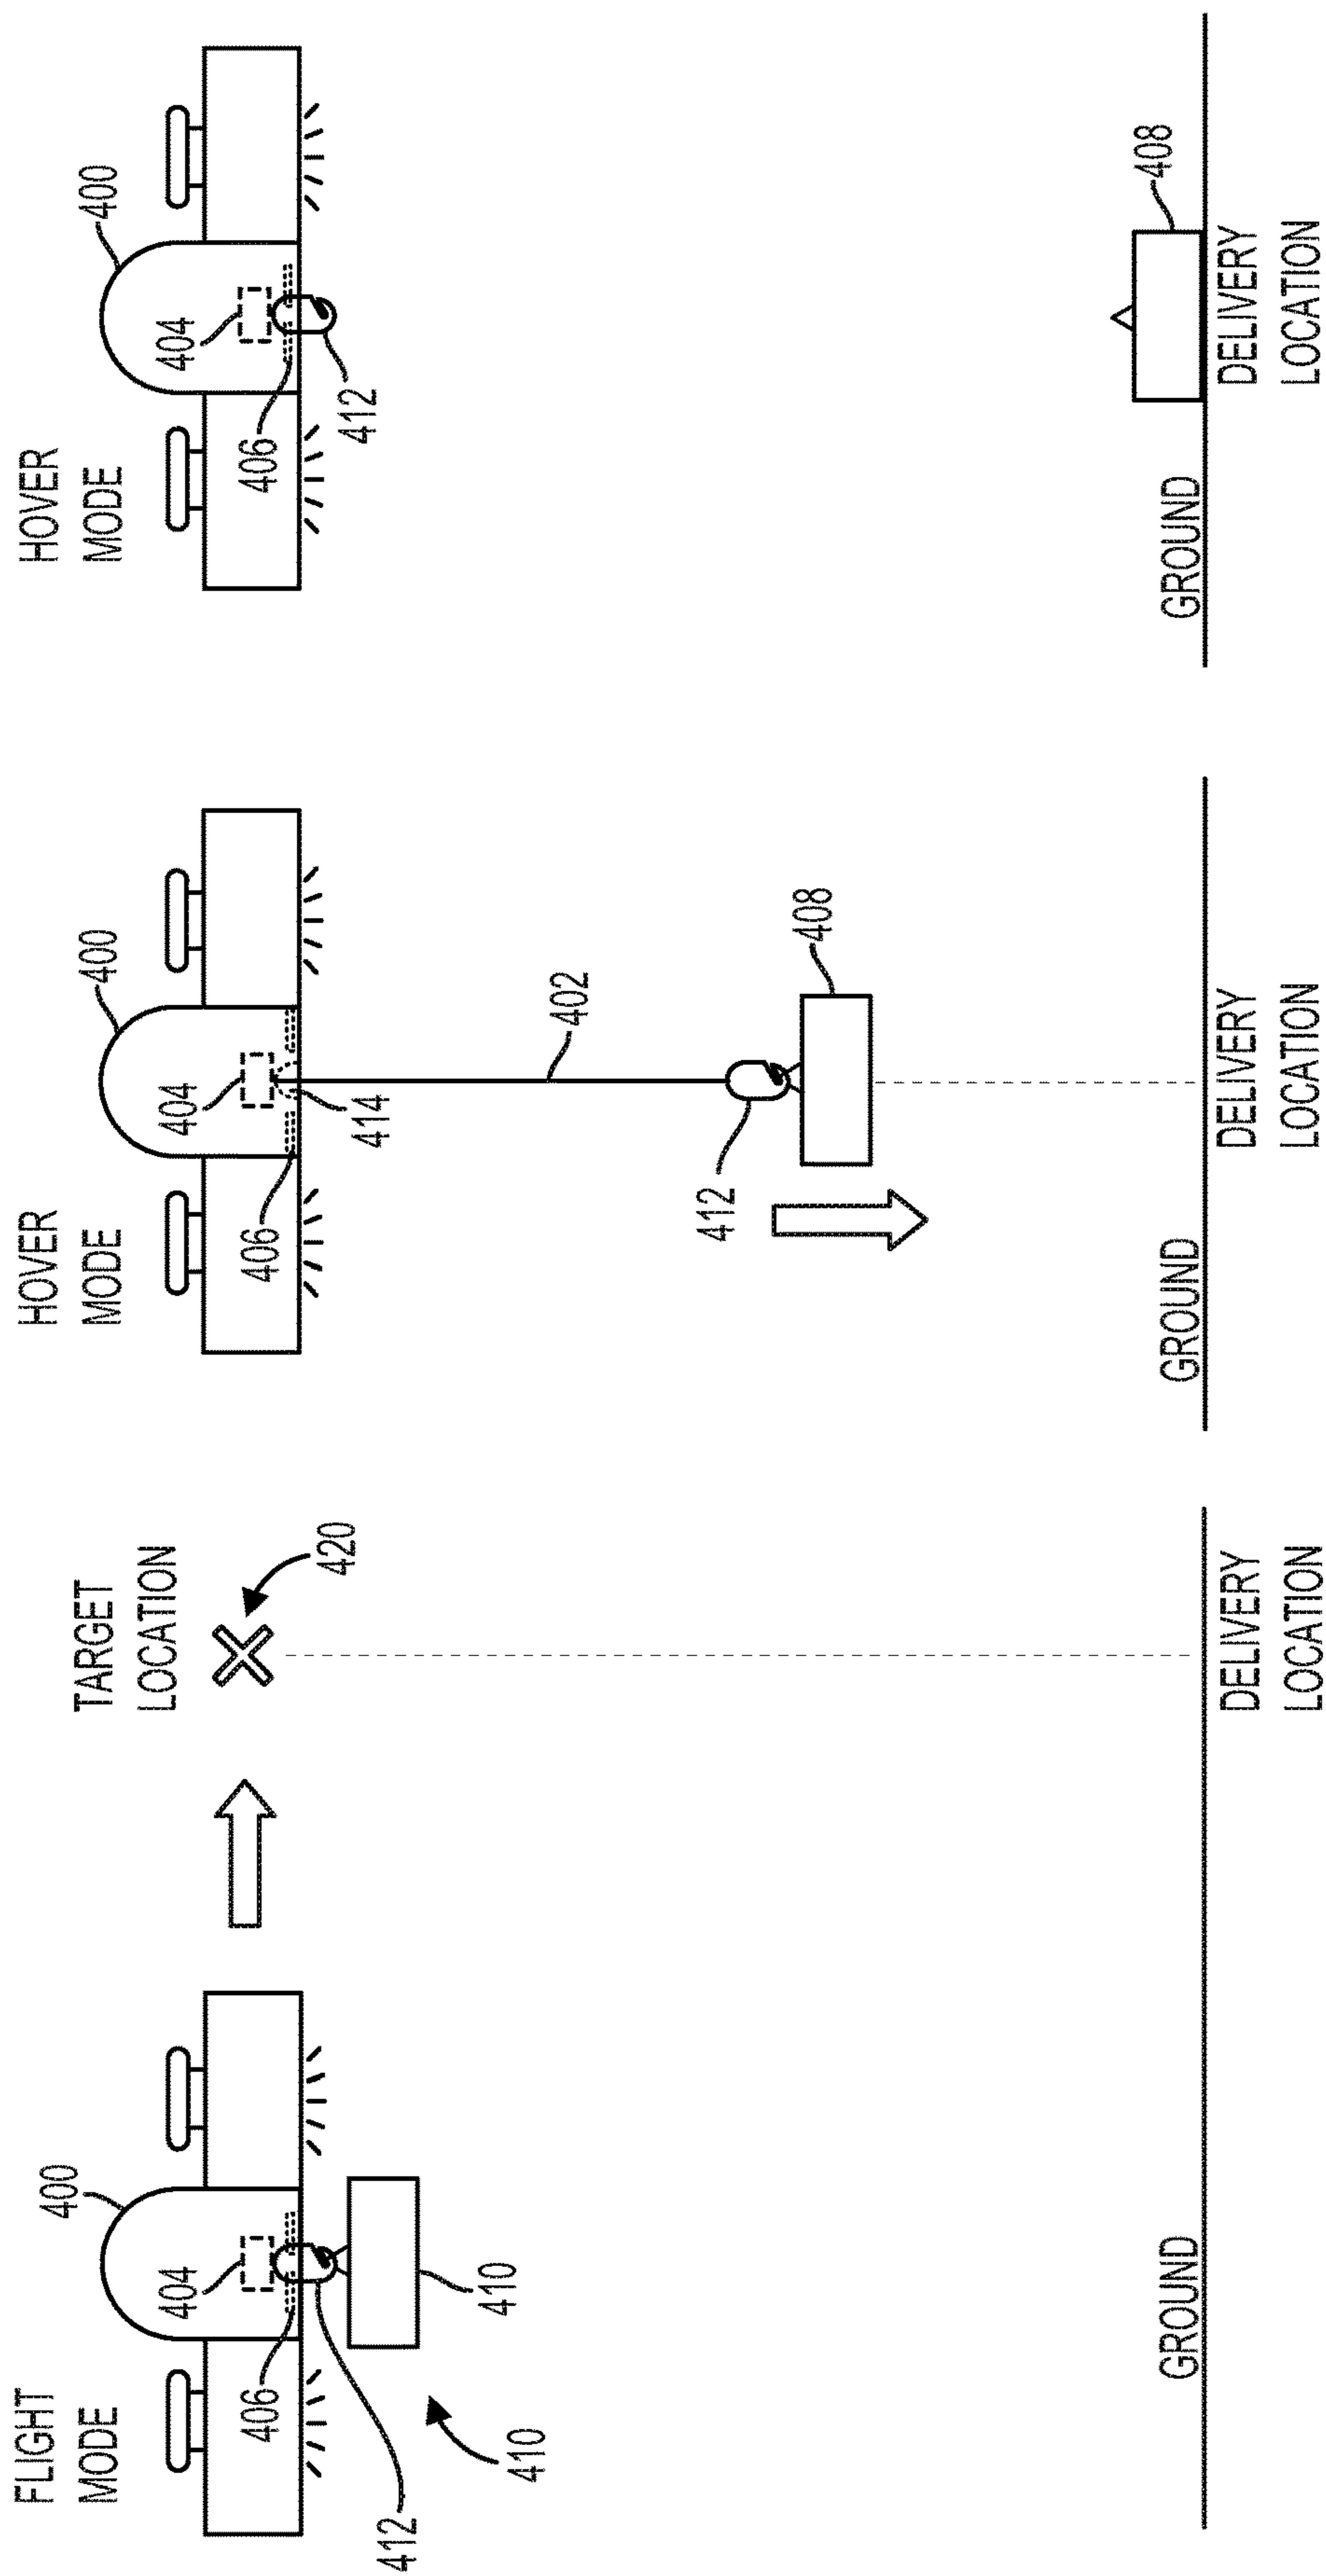 FLIGHT
MODE
400
404
406
412
410
410
TARGET
LOCATION
420
GROUND
DELIVERY
LOCATION
HOVER
MODE
400
404
406
414
402
412
408
GROUND
DELIVERY
LOCATION
HOVER
MODE
400
404
406
412
408
GROUND
DELIVERY
LOCATION